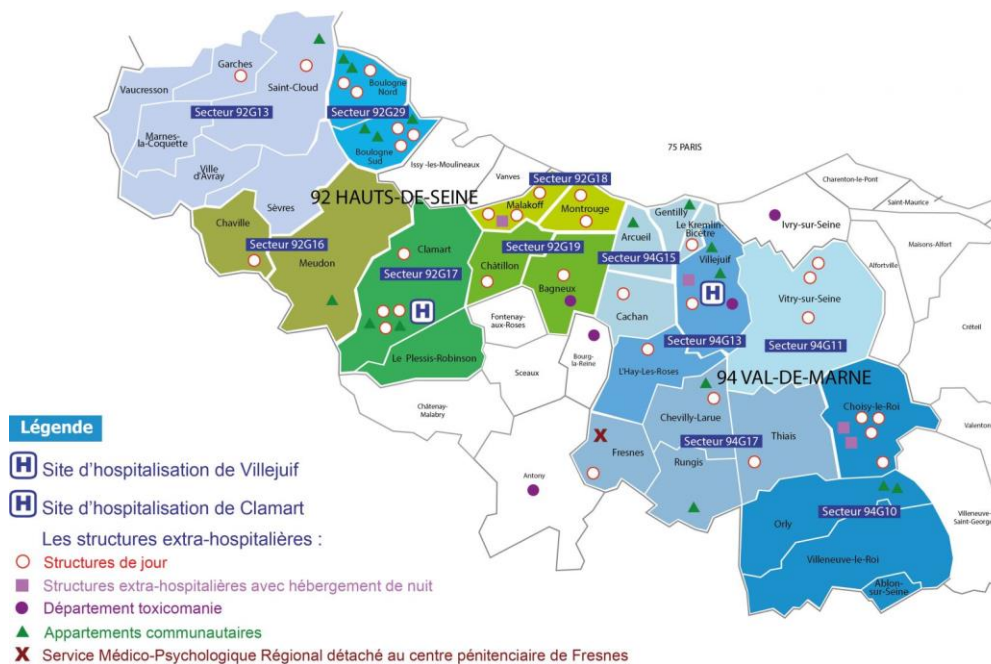 Garches
Vaucresson
Saint-Cloud
Boulogne
Nord
Secteur 92G13
Secteur 92G29
Marnes-
la-Coquette
Boulogne
Sud
Ville
d'Avray
Issy -les-Moulineaux
75 PARIS
Vanves
Secteur 92G18
Charenton-le-Pont
Saint-Maurice
92 HAUTS-DE-SEINE
Sèvres
Malakoff
Montrouge
Gentilly
Le Kremlin-
Bicêtre
Ivry-sur-Seine
Chaville
Arcueil
Secteur 92G16
Clamart
Secteur 92G19
Villejuif
Maisons-Alfort
Meudon
Secteur 92G17
Châtillon
Secteur 94G15
Alfortville
Bagneux
H
H
Vitry-sur-Seine
Cachan
Fontenay-
aux-Roses
Créteil
Secteur 94G13
Secteur 94G11
Le Plessis-Robinson
Bourg-
la-Reine
Sceaux
L'Hay-Les-Roses
94 VAL-DE-MARNE
Châtenay-
Malabry
Chevilly-Larue
Choisy-le-Roi
Valenton
X
Secteur 94G17
Thiais
Fresnes
Rungis
Antony
Secteur 94G10
Villeneuve-
Saint-George
Orly
Villeneuve-le-Roi
Ablon-
sur-Seine
Légende
H Site d'hospitalisation de Villejuif
H Site d'hospitalisation de Clamart
Les structures extra-hospitalières :
Structures de jour
Structures extra-hospitalières avec hébergement de nuit
Département toxicomanie
Appartements communautaires
X Service Médico-Psychologique Régional détaché au centre pénitenciaire de Fresnes